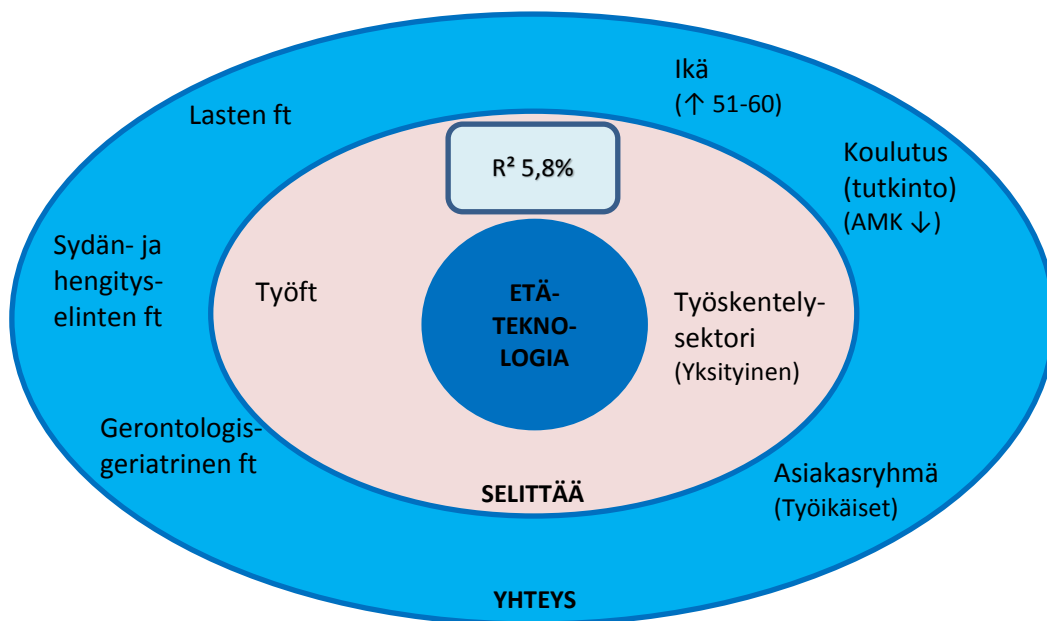 Lasten ft
Ikä
(↑ 51-60)
R² 5,8%
Koulutus
(tutkinto)
(AMK ↓)
Sydän- ja
hengitys-
elinten ft
Työft
ETÄ-
TEKNO-
LOGIA
Työskentely-
sektori
(Yksityinen)
Gerontologis-
geriatrinen ft
Asiakasryhmä
(Työikäiset)
SELITTÄÄ
YHTEYS